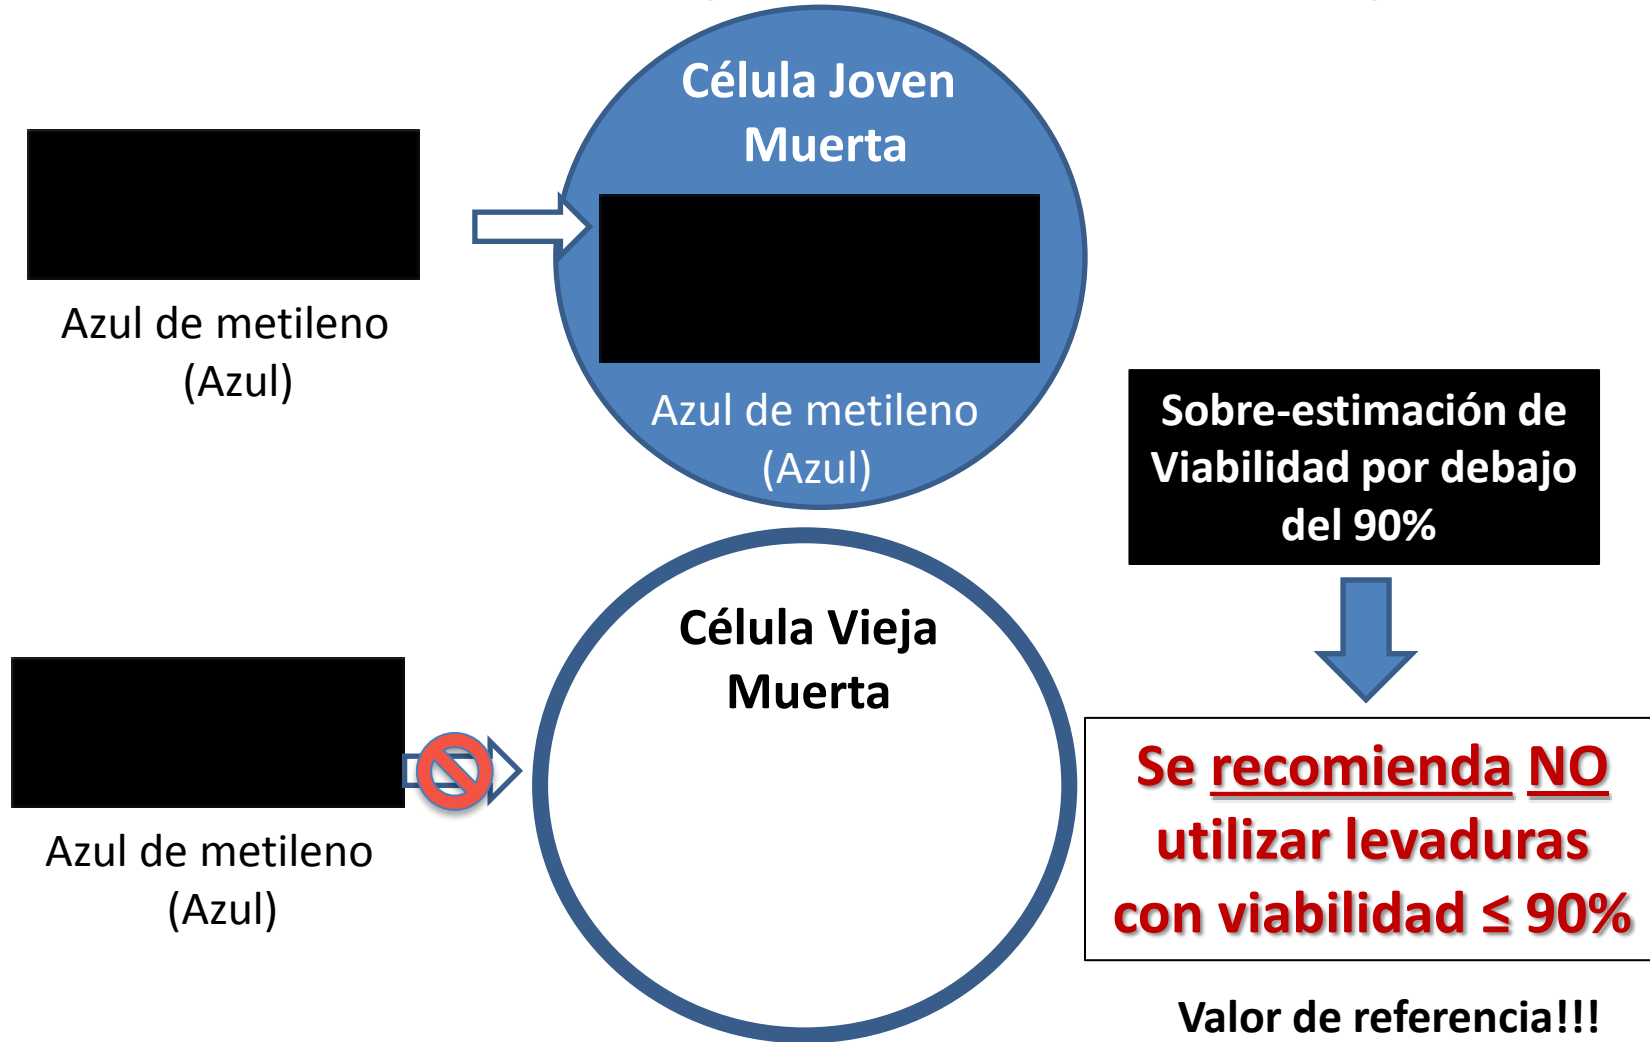 Célula Joven
Muerta
Azul de metileno
(Azul)
Azul de metileno
(Azul)
Sobre-estimación de
Viabilidad por debajo
del 90%
Célula Vieja
Muerta
Azul de metileno
(Azul)
Se recomienda NO
utilizar levaduras
con viabilidad ≤ 90%
Valor de referencia!!!